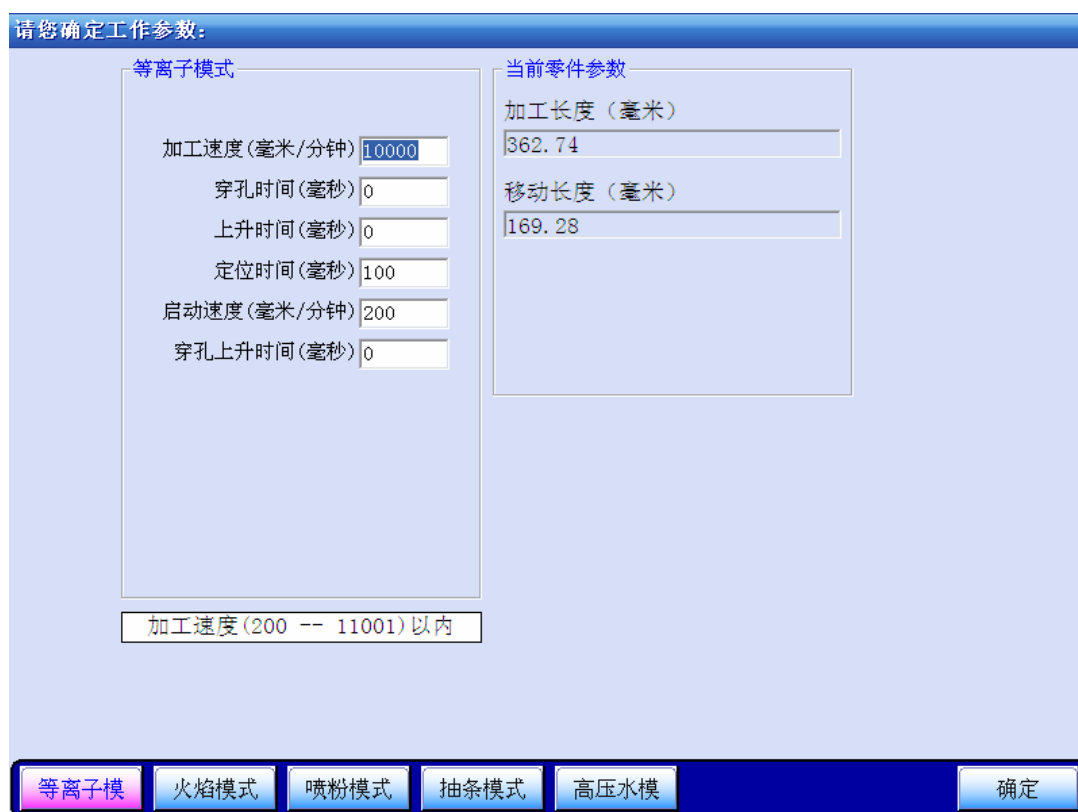 请您确定工作参数:
等离子模式
加工速度(毫米/分钟) 10000
穿孔时间(毫秒) 0
上升时间(毫秒) 0
定位时间(毫秒) 100
启动速度(毫米/分钟) 200
穿孔上升时间(毫秒) 0
当前零件参数
加工长度（毫米）
362.74
移动长度（毫米）
169.28
加工速度(200 -- 11001)以内
等离子模 火焰模式 喷粉模式 抽条模式 高压水模 确定